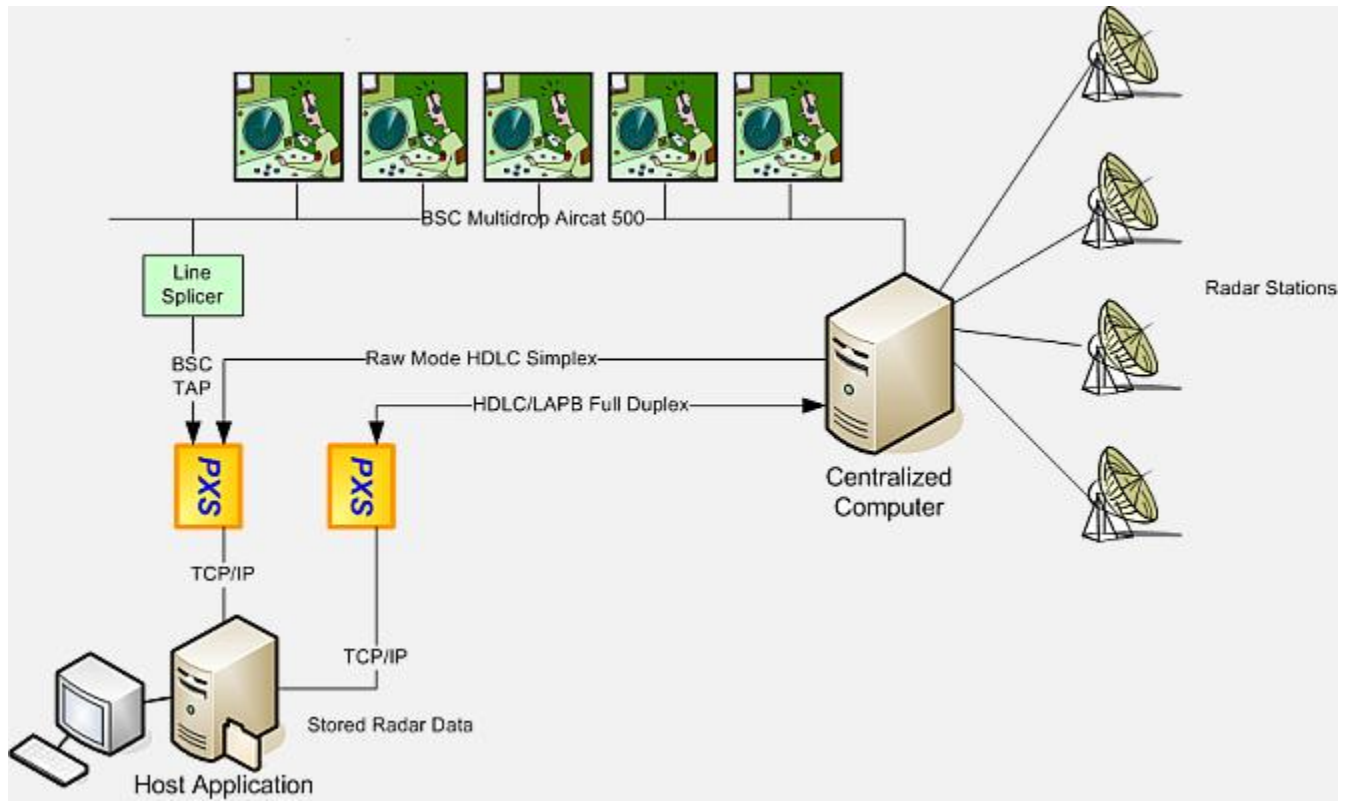 BSC Multidrop Aircat 500
Line
Splicer
Radar Stations
BSC
TAP
Raw Mode HDLC Simplex
HDLC/LAPB Full Duplex
PXS
PXS
Centralized
Computer
TCP/IP
TCP/IP
Stored Radar Data
Host Application